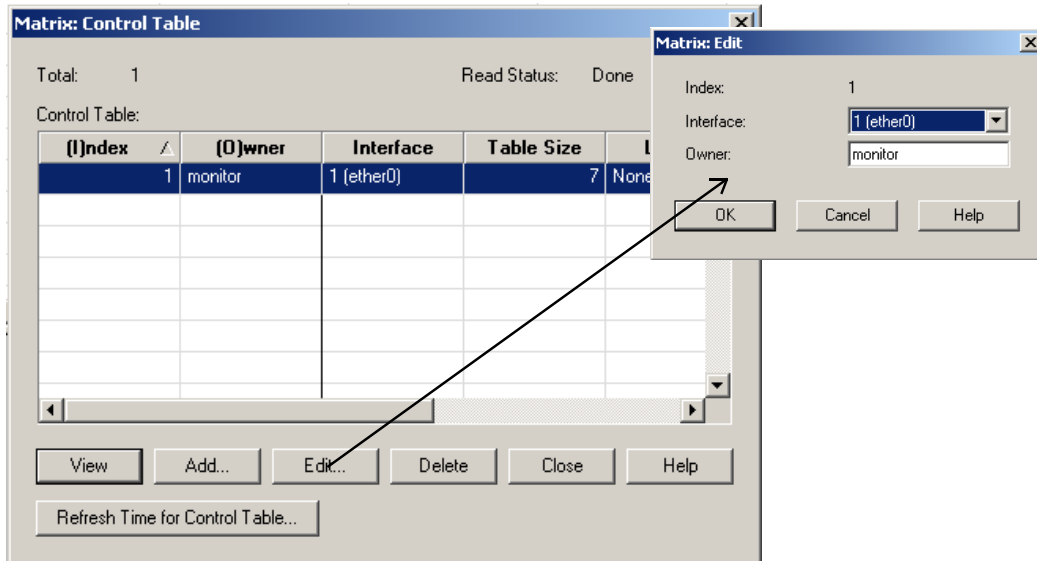 Matrix: Control Table
Total: 1 Read Status: Done
Control Table:
(I)ndex (O)wner Interface Table Size L
1 monitor 1 (ether0) 7 None
View Add... Edit... Delete Close Help
Refresh Time for Control Table...
Matrix: Edit
Index: 1
Interface: 1 (ether0)
Owner: monitor
OK Cancel Help